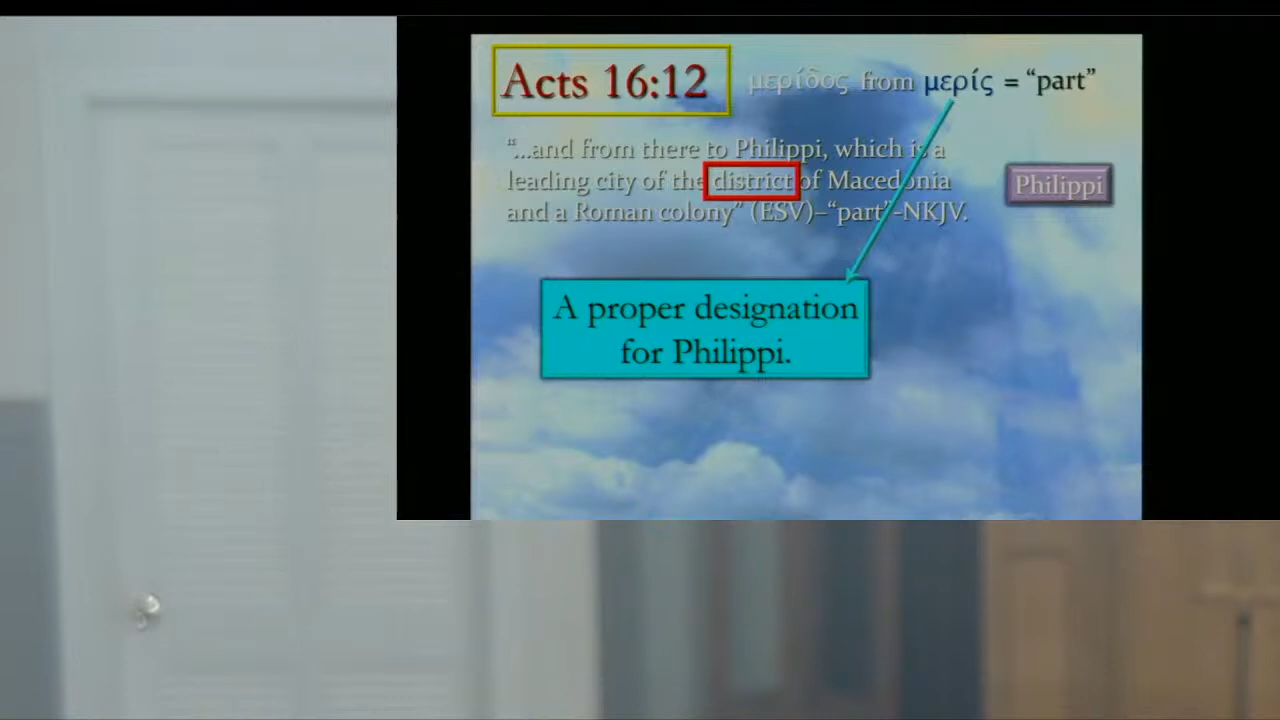 Acts 16:12
μερίδος from μερίς = “part”
“...and from there to Philippi, which is a
leading city of the district of Macedonia
and a Roman colony” (ESV)–“part”-NKJV.
Philippi
A proper designation
for Philippi.